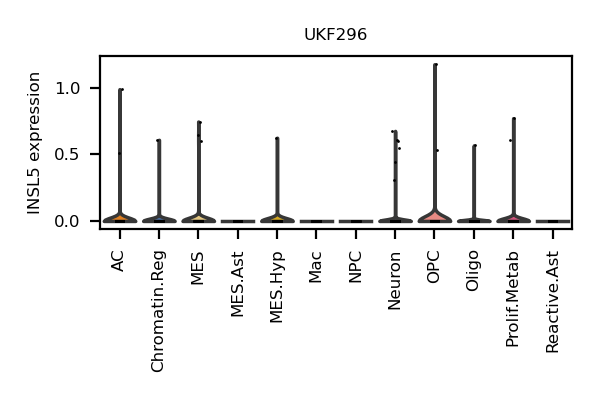 UKF296
INSL5 expression
1.0
0.5
0.0
AC
Chromatin.Reg
MES
MES.Ast
MES.Hyp
Mac
NPC
Neuron
OPC
Oligo
Prolif.Metab
Reactive.Ast